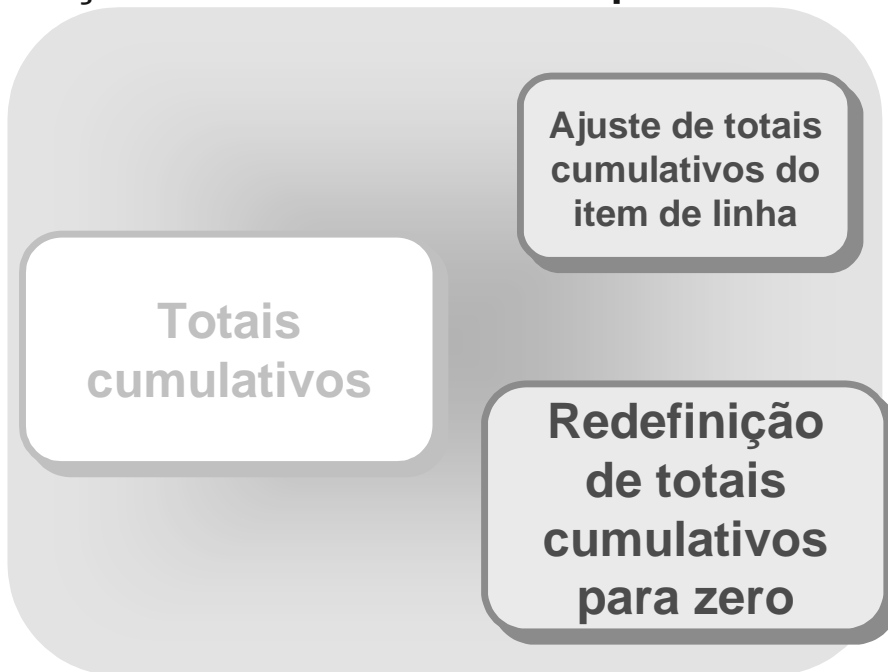 Totais
cumulativos
Ajuste de totais
cumulativos do
item de linha
Redefinição
de totais
cumulativos
para zero